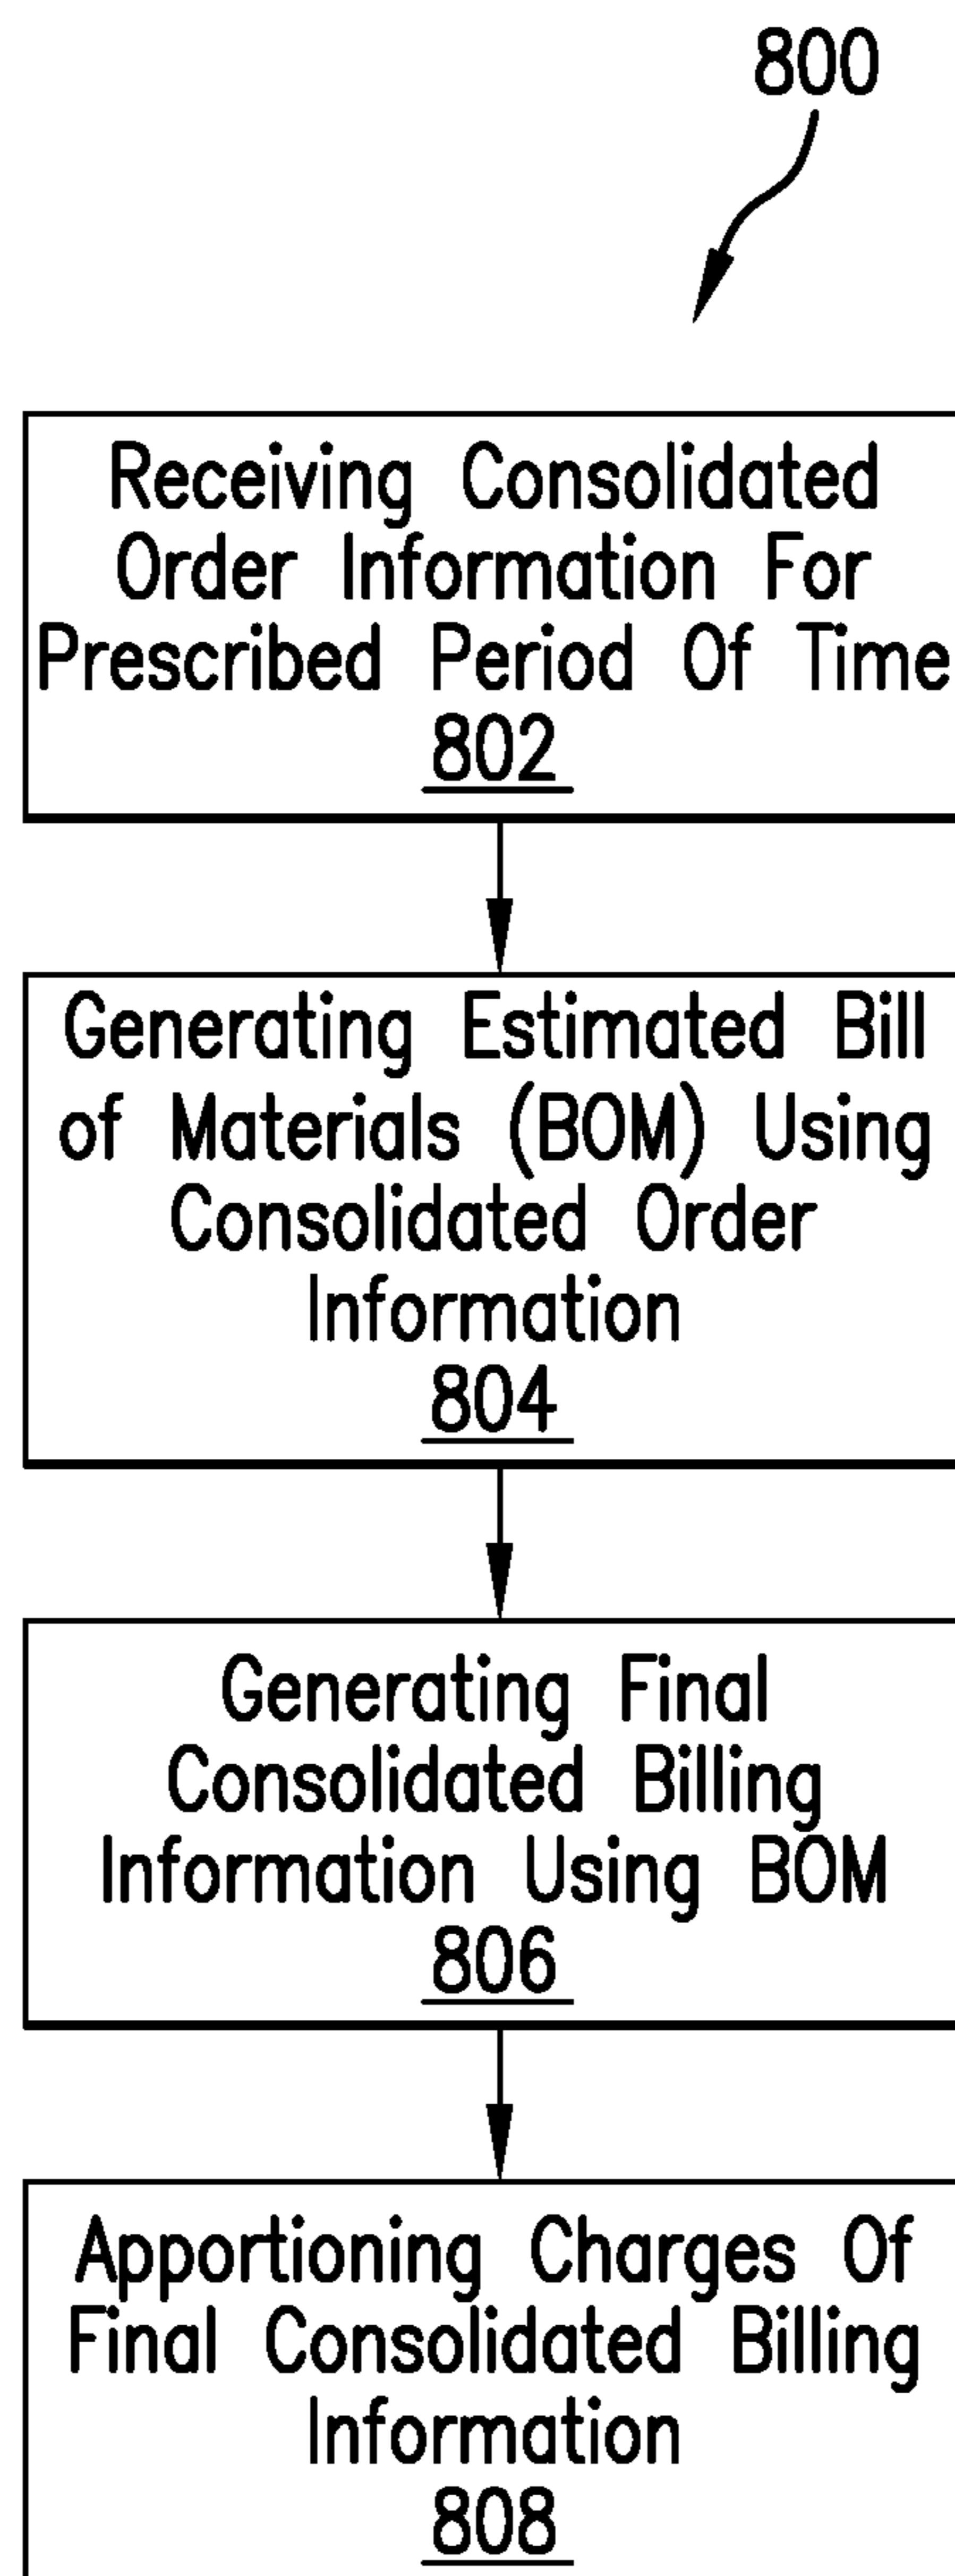 800
Receiving Consolidated
Order Information For
Prescribed Period Of Time
802
Generating Estimated Bill
of Materials (BOM) Using
Consolidated Order
Information
804
Generating Final
Consolidated Billing
Information Using BOM
806
Apportioning Charges Of
Final Consolidated Billing
Information
808